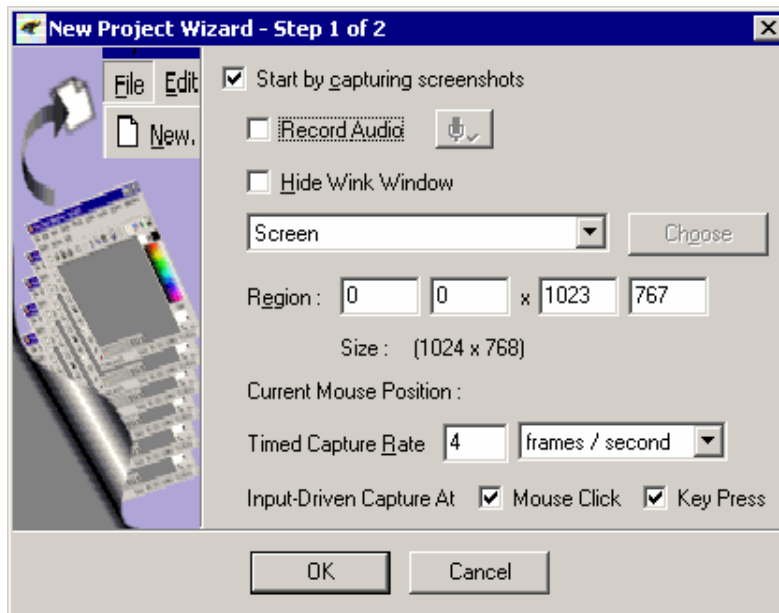 New Project Wizard - Step 1 of 2
File Edit
New.
Start by capturing screenshots
Record Audio
Hide Wink Window
Screen
Choose
Region : 0 0 x 1023 767
Size : (1024 x 768)
Current Mouse Position :
Timed Capture Rate 4 frames / second
Input-Driven Capture At Mouse Click Key Press
OK Cancel